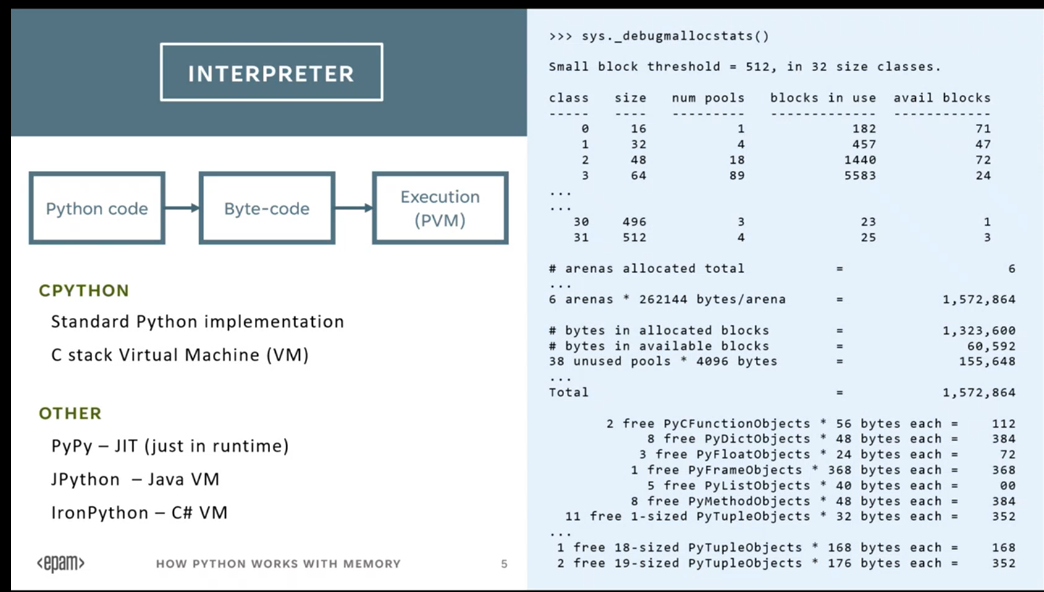 INTERPRETER
Python code
Byte-code
Execution
(PVM)
CPYTHON
Standard Python implementation
C stack Virtual Machine (VM)
OTHER
PyPy – JIT (just in runtime)
JPython – Java VM
IronPython – C# VM
<epam>
HOW PYTHON WORKS WITH MEMORY
5
>>> sys._debugmallocstats()
Small block threshold = 512, in 32 size classes.
class size num pools blocks in use avail blocks
----- ---- --------- ------------- ------------
0 16 1 182 71
1 32 4 457 47
2 48 18 1440 72
3 64 89 5583 24
...
...
30 496 3 23 1
31 512 4 25 3
# arenas allocated total = 6
...
6 arenas * 262144 bytes/arena = 1,572,864
# bytes in allocated blocks = 1,323,600
# bytes in available blocks = 60,592
38 unused pools * 4096 bytes = 155,648
...
Total = 1,572,864
2 free PyCFunctionObjects * 56 bytes each = 112
8 free PyDictObjects * 48 bytes each = 384
3 free PyFloatObjects * 24 bytes each = 72
1 free PyFrameObjects * 368 bytes each = 368
5 free PyListObjects * 40 bytes each = 00
8 free PyMethodObjects * 48 bytes each = 384
11 free 1-sized PyTupleObjects * 32 bytes each = 352
...
1 free 18-sized PyTupleObjects * 168 bytes each = 168
2 free 19-sized PyTupleObjects * 176 bytes each = 352